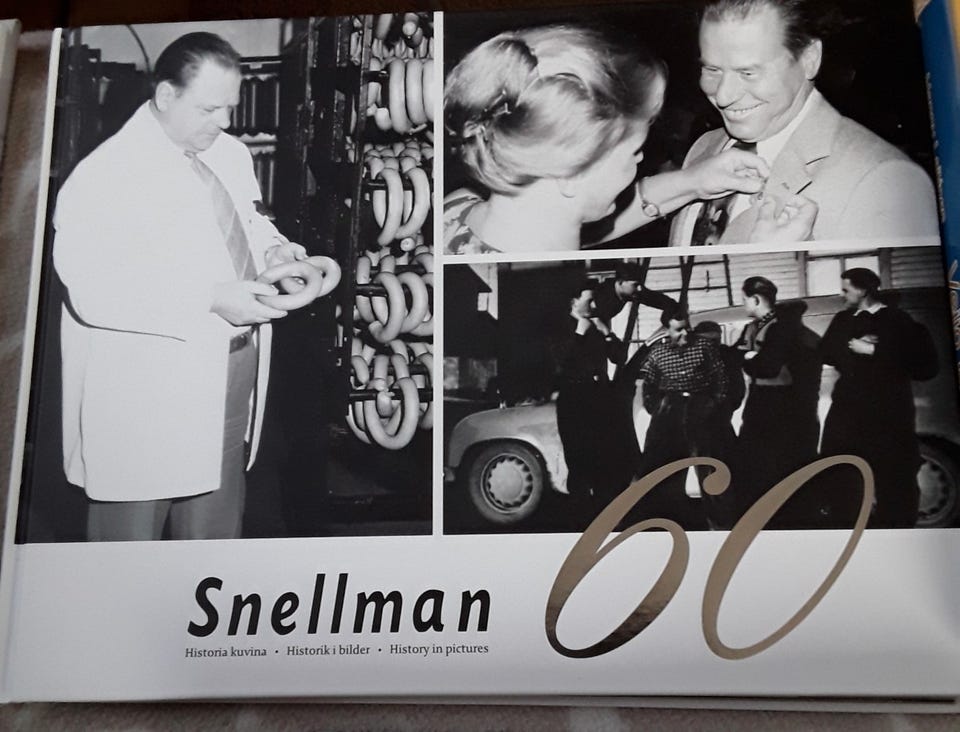 Snellman
Historia kuvina • Historik i bilder • History in pictures
60